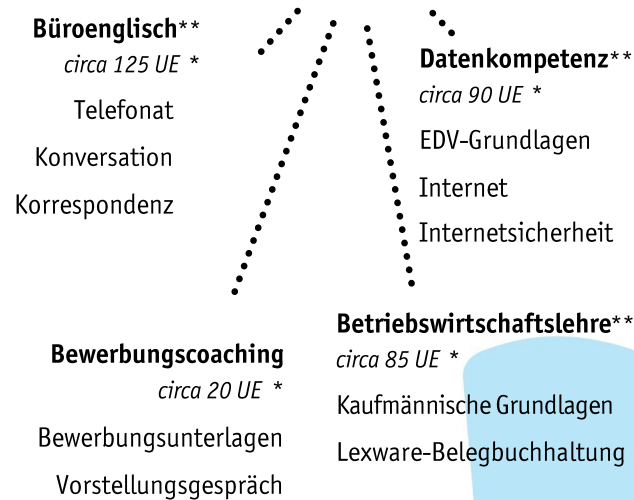 Büroenglisch**
circa 125 UE *
Telefonat
Konversation
Korrespondenz
Datenkompetenz**
circa 90 UE *
EDV-Grundlagen
Internet
Internetsicherheit
Bewerbungscoaching
circa 20 UE *
Bewerbungsunterlagen
Vorstellungsgespräch
Betriebswirtschaftslehre**
circa 85 UE *
Kaufmännische Grundlagen
Lexware-Belegbuchhaltung